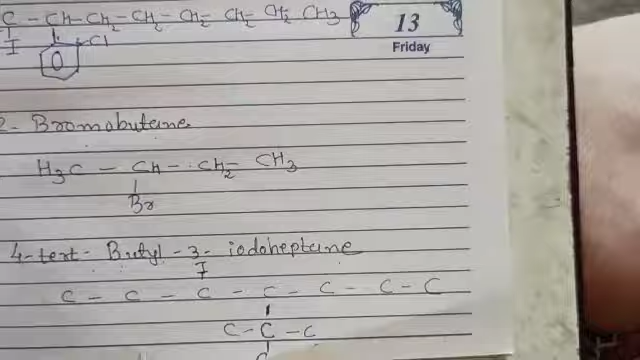 C - CH - CH2 - CH2 - CH2 - CH2 - CH2 CH3
I Cl
13
Friday
2- Bromobutane
H3C - CH - CH2 - CH3
Br
4-tert-Butyl-3-iodoheptane
I
C - C - C - C - C - C - C
C - C - C